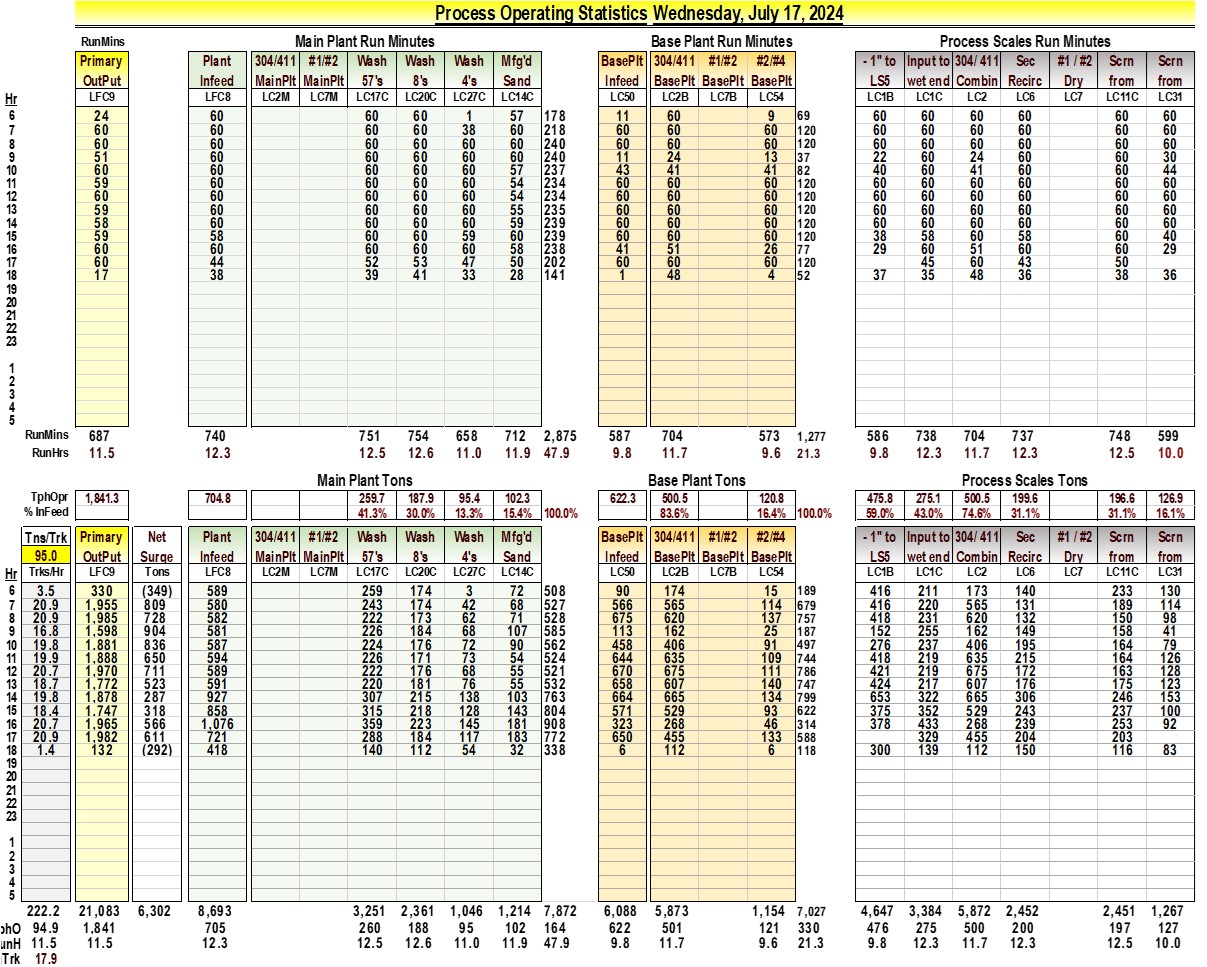 Process Operating Statistics Wednesday, July 17, 2024
RunMins Main Plant Run Minutes Base Plant Run Minutes Process Scales Run Minutes
Primary Plant 304/411 #1/#2 Wash Wash Wash Mfg'd BasePlt 304/411 #1/#2 #2/#4 - 1" to Input to 304/ 411 Sec #1 / #2 Scrn Scrn
OutPut Infeed MainPlt MainPlt 57's 8's 4's Sand Infeed BasePlt BasePlt BasePlt LS5 wet end Combin Recirc Dry from from
Hr LFC9 LFC8 LC2M LC7M LC17C LC20C LC27C LC14C LC50 LC2B LC7B LC54 LC1B LC1C LC2 LC6 LC7 LC11C LC31
6 24 60 60 60 1 57 178 11 60 9 69 60 60 60 60 60 60
7 60 60 60 60 38 60 218 60 60 60 120 60 60 60 60 60 60
8 60 60 60 60 60 60 240 60 60 60 120 60 60 60 60 60 60
9 51 60 60 60 60 60 240 11 24 13 37 22 60 24 60 60 30
10 60 60 60 60 60 57 237 43 41 41 82 40 60 41 60 60 44
11 59 60 60 60 60 54 234 60 60 60 120 60 60 60 60 60 60
12 60 60 60 60 60 54 234 60 60 60 120 60 60 60 60 60 60
13 59 60 60 60 60 55 235 60 60 60 120 60 60 60 60 60 60
14 58 60 60 60 60 59 239 60 60 60 120 60 60 60 60 60 60
15 59 58 60 60 59 60 239 60 60 60 120 38 58 60 58 60 40
16 60 60 60 60 60 58 238 41 51 26 77 29 60 51 60 60 29
17 60 44 52 53 47 50 202 60 60 60 120 45 60 43 50
18 17 38 39 41 33 28 141 1 48 4 52 37 35 48 36 38 36
19
20
21
22
23
1
2
3
4
5
RunMins 687 740 751 754 658 712 2,875 587 704 573 1,277 586 738 704 737 748 599
RunHrs 11.5 12.3 12.5 12.6 11.0 11.9 47.9 9.8 11.7 9.6 21.3 9.8 12.3 11.7 12.3 12.5 10.0
Main Plant Tons Base Plant Tons Process Scales Tons
TphOpr 1,841.3 704.8 259.7 187.9 95.4 102.3 622.3 500.5 120.8 475.8 275.1 500.5 199.6 196.6 126.9
% InFeed 41.3% 30.0% 13.3% 15.4% 100.0% 83.6% 16.4% 100.0% 59.0% 43.0% 74.6% 31.1% 31.1% 16.1%
Tns/Trk Primary Net Plant 304/411 #1/#2 Wash Wash Wash Mfg'd BasePlt 304/411 #1/#2 #2/#4 - 1" to Input to 304/ 411 Sec #1 / #2 Scrn Scrn
95.0 OutPut Surge Infeed MainPlt MainPlt 57's 8's 4's Sand Infeed BasePlt BasePlt BasePlt LS5 wet end Combin Recirc Dry from from
Hr Trks/Hr LFC9 Tons LFC8 LC2M LC7M LC17C LC20C LC27C LC14C LC50 LC2B LC7B LC54 LC1B LC1C LC2 LC6 LC7 LC11C LC31
6 3.5 330 (349) 589 259 174 3 72 508 90 174 15 189 416 211 173 140 233 130
7 20.9 1,955 809 580 243 174 42 68 527 566 565 114 679 416 220 565 131 189 114
8 20.9 1,985 728 582 222 173 62 71 528 675 620 137 757 418 231 620 132 150 98
9 16.8 1,598 904 581 226 184 68 107 585 113 162 25 187 152 255 162 149 158 41
10 19.8 1,881 836 587 224 176 72 90 562 458 406 91 497 276 237 406 195 164 79
11 19.9 1,888 650 594 226 171 73 54 524 644 635 109 744 418 219 635 215 164 126
12 20.7 1,970 711 589 222 176 68 55 521 670 675 111 786 421 219 675 172 163 128
13 18.7 1,772 523 591 220 181 76 55 532 658 607 140 747 424 217 607 176 175 123
14 19.8 1,878 287 927 307 215 138 103 763 664 665 134 799 653 322 665 306 246 153
15 18.4 1,747 318 858 315 218 128 143 804 571 529 93 622 375 352 529 243 237 100
16 20.7 1,965 566 1,076 359 223 145 181 908 323 268 46 314 378 433 268 239 253 92
17 20.9 1,982 611 721 288 184 117 183 772 650 455 133 588 329 455 204 203
18 1.4 132 (292) 418 140 112 54 32 338 6 112 6 118 300 139 112 150 116 83
19
20
21
22
23
1
2
3
4
5
222.2 21,083 6,302 8,693 3,251 2,361 1,046 1,214 7,872 6,088 5,873 1,154 7,027 4,647 3,384 5,872 2,452 2,451 1,267
phO 94.9 1,841 705 260 188 95 102 164 622 501 121 330 476 275 500 200 197 127
unH 11.5 11.5 12.3 12.5 12.6 11.0 11.9 47.9 9.8 11.7 9.6 21.3 9.8 12.3 11.7 12.3 12.5 10.0
Trk 17.9